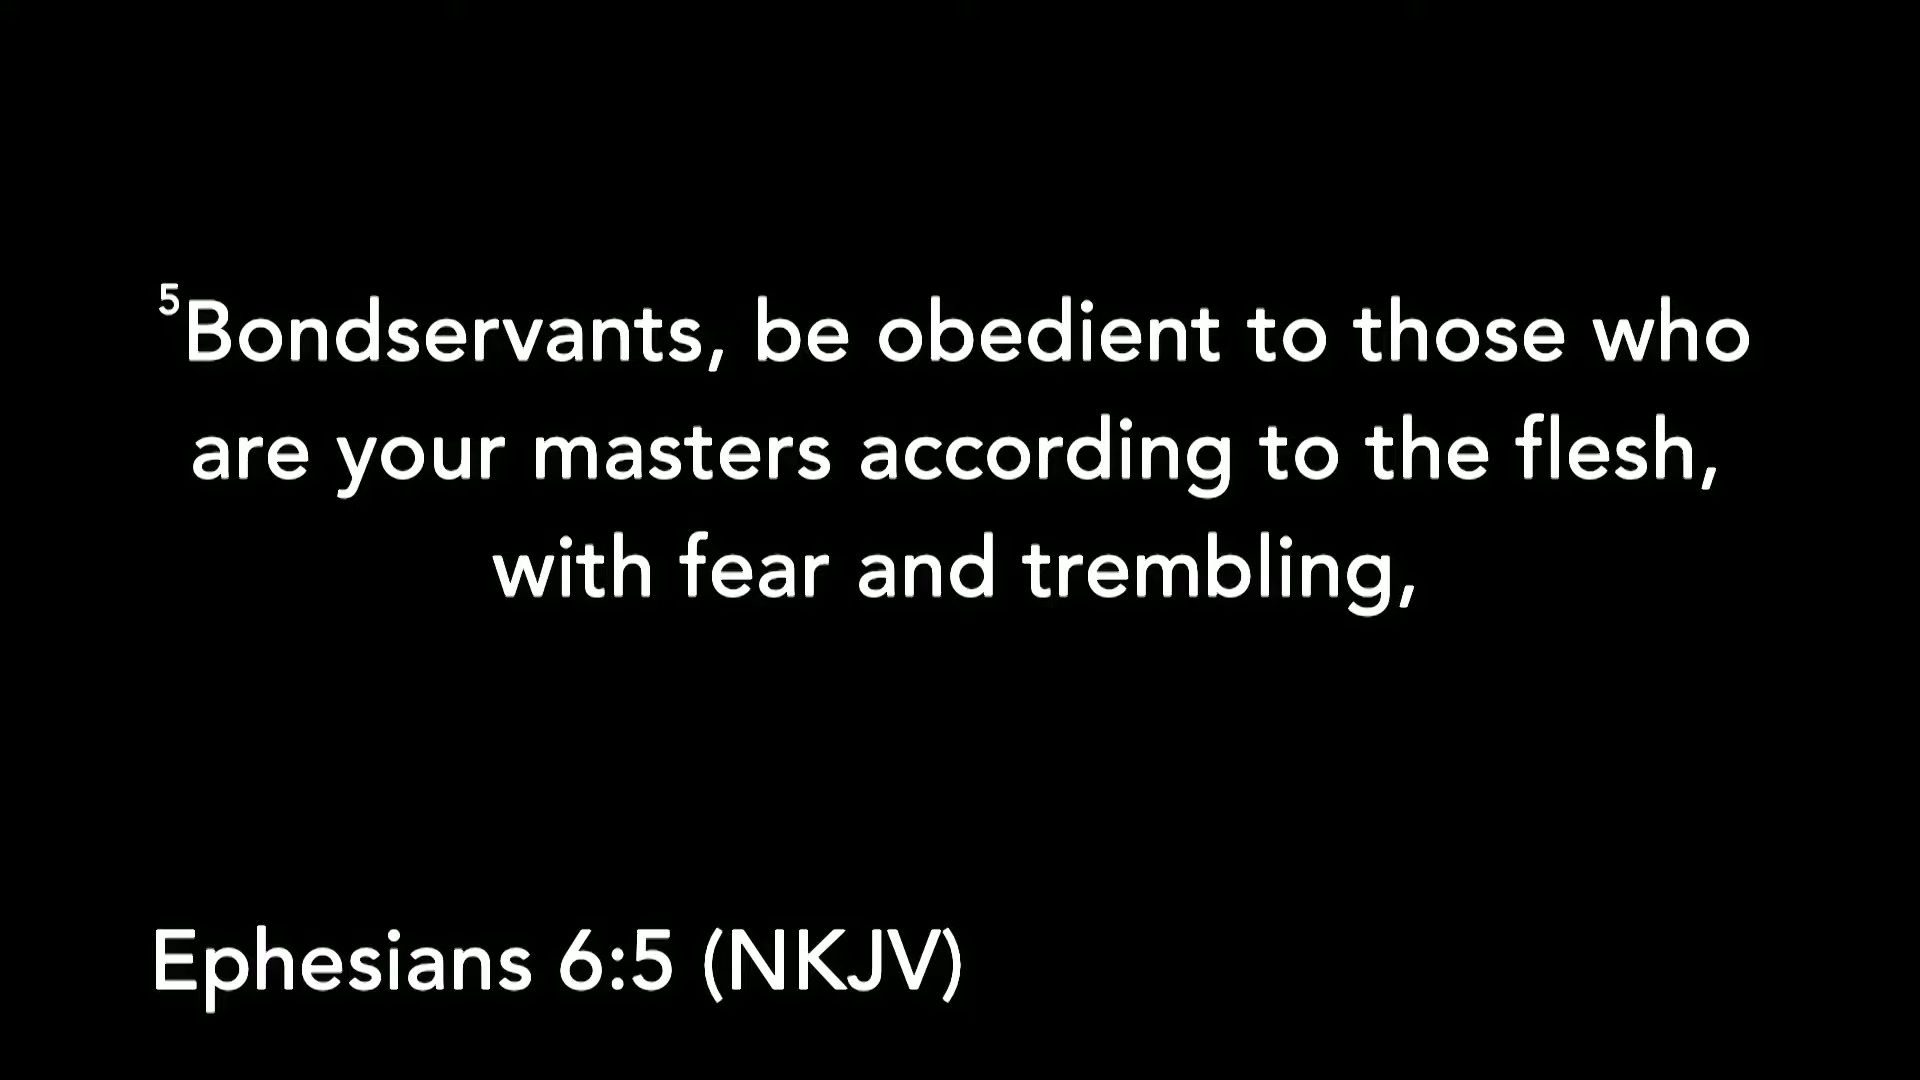 5Bondservants, be obedient to those who
are your masters according to the flesh,
with fear and trembling,
Ephesians 6:5 (NKJV)